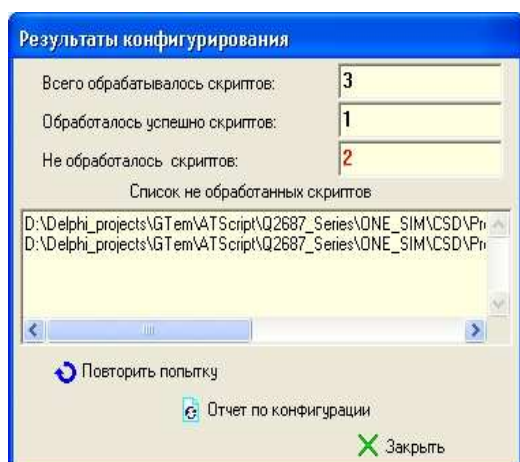 Результаты конфигурирования
Всего обрабатывалось скриптов: 3
Обработалось успешно скриптов: 1
Не обработалось скриптов: 2
Список не обработанных скриптов
D:\Delphi_projects\GTem\ATScript\Q2687_Series\ONE_SIM\CSD\Pr
D:\Delphi_projects\GTem\ATScript\Q2687_Series\ONE_SIM\CSD\Pr
Повторить попытку
Отчет по конфигурации
Закрыть